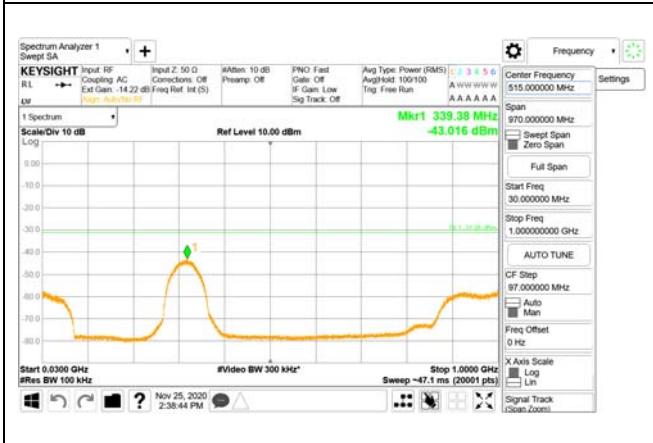 Spectrum Analyzer 1
Swept SA
Frequency
KEYSIGHT
RL
Input: RF
Coupling: AC
Ext Gain: -14.22 dB
Align: Auto/No RF
Input Z: 50 Ω
Corrections: Off
Freq Ref: Int (S)
#Atten: 10 dB
Preamp: Off
PNO: Fast
Gate: Off
IF Gain: Low
Sig Track: Off
Avg Type: Power (RMS)
Avg|Hold: 100/100
Trig: Free Run
1 2 3 4 5 6
A W W W W W
A A A A A A
1 Spectrum
Scale/Div 10 dB
Log
Ref Level 10.00 dBm
Mkr1 339.38 MHz
-43.016 dBm
0.00
-10.0
-20.0
-30.0
-40.0
-50.0
-60.0
-70.0
-80.0
1
Start 0.0300 GHz
#Res BW 100 kHz
#Video BW 300 kHz*
Stop 1.0000 GHz
Sweep ~47.1 ms (20001 pts)
Nov 25, 2020
2:38:44 PM
Center Frequency
515.000000 MHz
Settings
Span
970.000000 MHz
Swept Span
Zero Span
Full Span
Start Freq
30.000000 MHz
Stop Freq
1.000000000 GHz
AUTO TUNE
CF Step
97.000000 MHz
Auto
Man
Freq Offset
0 Hz
X Axis Scale
Log
Lin
Signal Track
(Span Zoom)